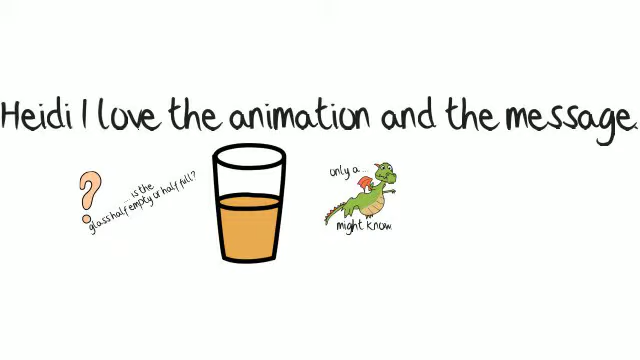 Heidi I love the animation and the message.
?
...is the
glass half empty or half full?
only a...
might know.